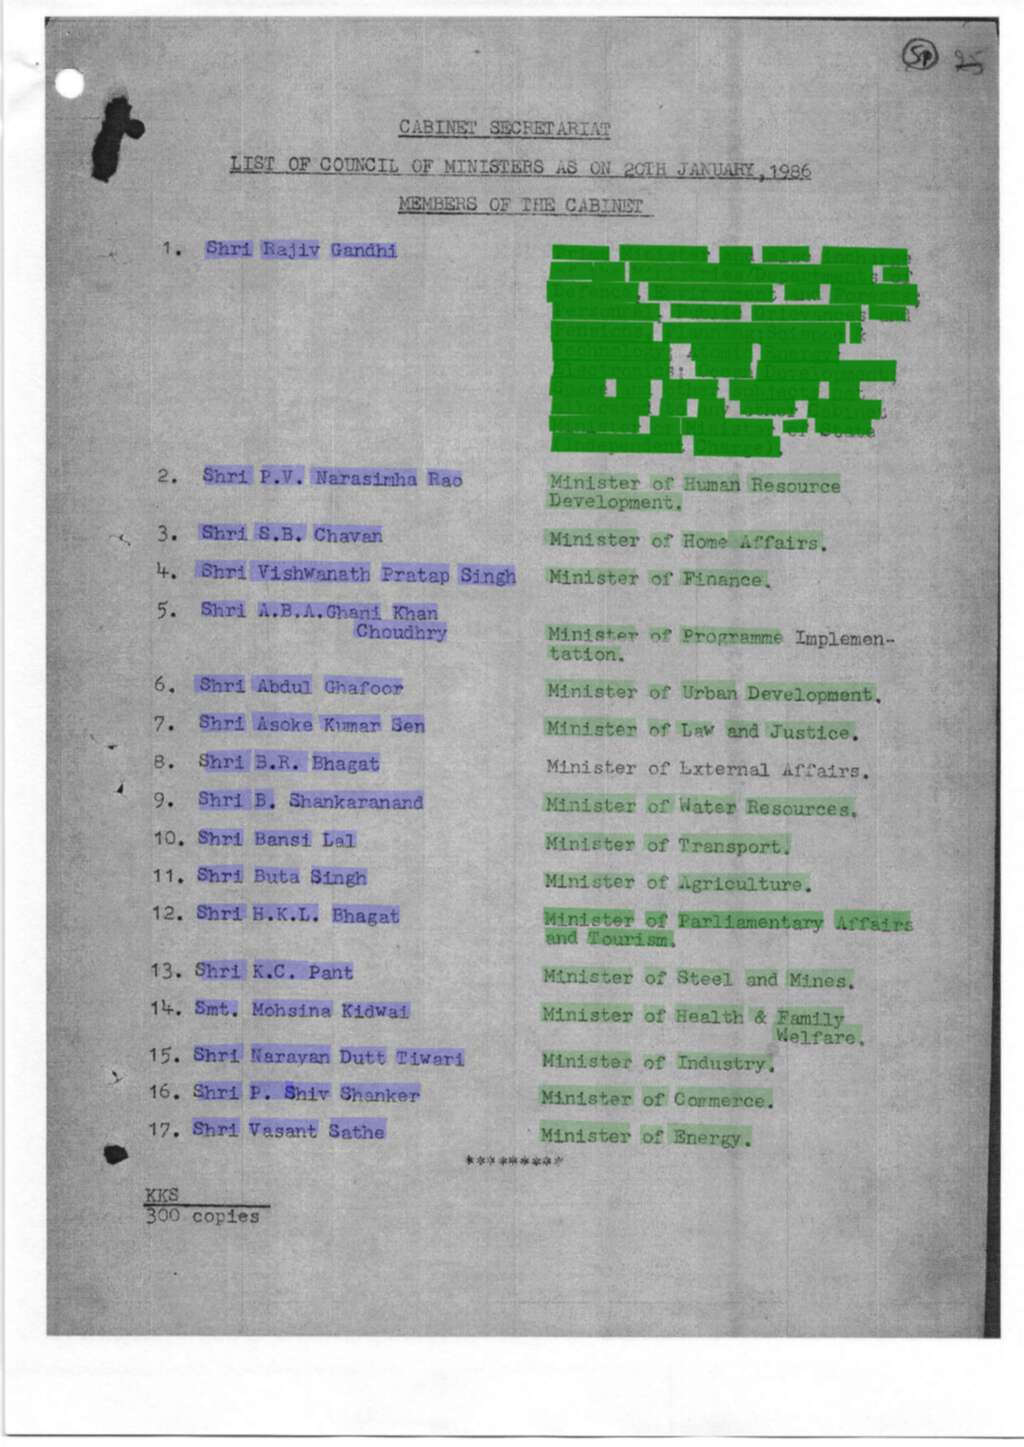 SP 25
CABINET SECRETARIAT
LIST OF COUNCIL OF MINISTERS AS ON 20TH JANUARY, 1986
MEMBERS OF THE CABINET
1. Shri Rajiv Gandhi
2. Shri P.V. Narasimha Rao Minister of Human Resource
Development.
3. Shri S.B. Chavan Minister of Home Affairs.
4. Shri VishWanath Pratap Singh Minister of Finance.
5. Shri A.B.A.Ghani Khan
Choudhry Minister of Programme Implemen-
tation.
6. Shri Abdul Ghafoor Minister of Urban Development.
7. Shri Asoke Kumar Sen Minister of Law and Justice.
8. Shri B.R. Bhagat Minister of External Affairs.
9. Shri B. Shankaranand Minister of Water Resources.
10. Shri Bansi Lal Minister of Transport.
11. Shri Buta Singh Minister of Agriculture.
12. Shri H.K.L. Bhagat Minister of Parliamentary Affairs
and Tourism.
13. Shri K.C. Pant Minister of Steel and Mines.
14. Smt. Mohsina Kidwai Minister of Health & Family
Welfare.
15. Shri Narayan Dutt Tiwari Minister of Industry.
16. Shri P. Shiv Shanker Minister of Commerce.
17. Shri Vasant Sathe Minister of Energy.
*********
KKS
300 copies